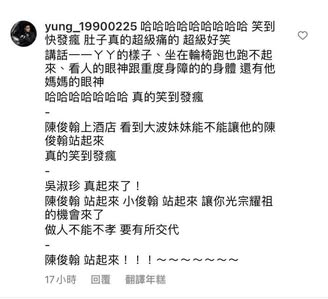 yung_19900225 哈哈哈哈哈哈哈哈哈 笑到
快發瘋 肚子真的超級痛的 超級好笑
講話一一丫丫的樣子、坐在輪椅跑也跑不起
來、看人的眼神跟重度身障的的身體 還有他
媽媽的眼神
哈哈哈哈哈哈哈 真的笑到發瘋
-
陳俊翰上酒店 看到大波妹妹能不能讓他的陳
俊翰站起來
真的笑到發瘋
-
吳淑珍 真起來了！
陳俊翰 站起來 小俊翰 站起來 讓你光宗耀祖
的機會來了
做人不能不孝 要有所交代
-
陳俊翰 站起來！！！～～～～～～～
17小時 回覆 翻譯年糕